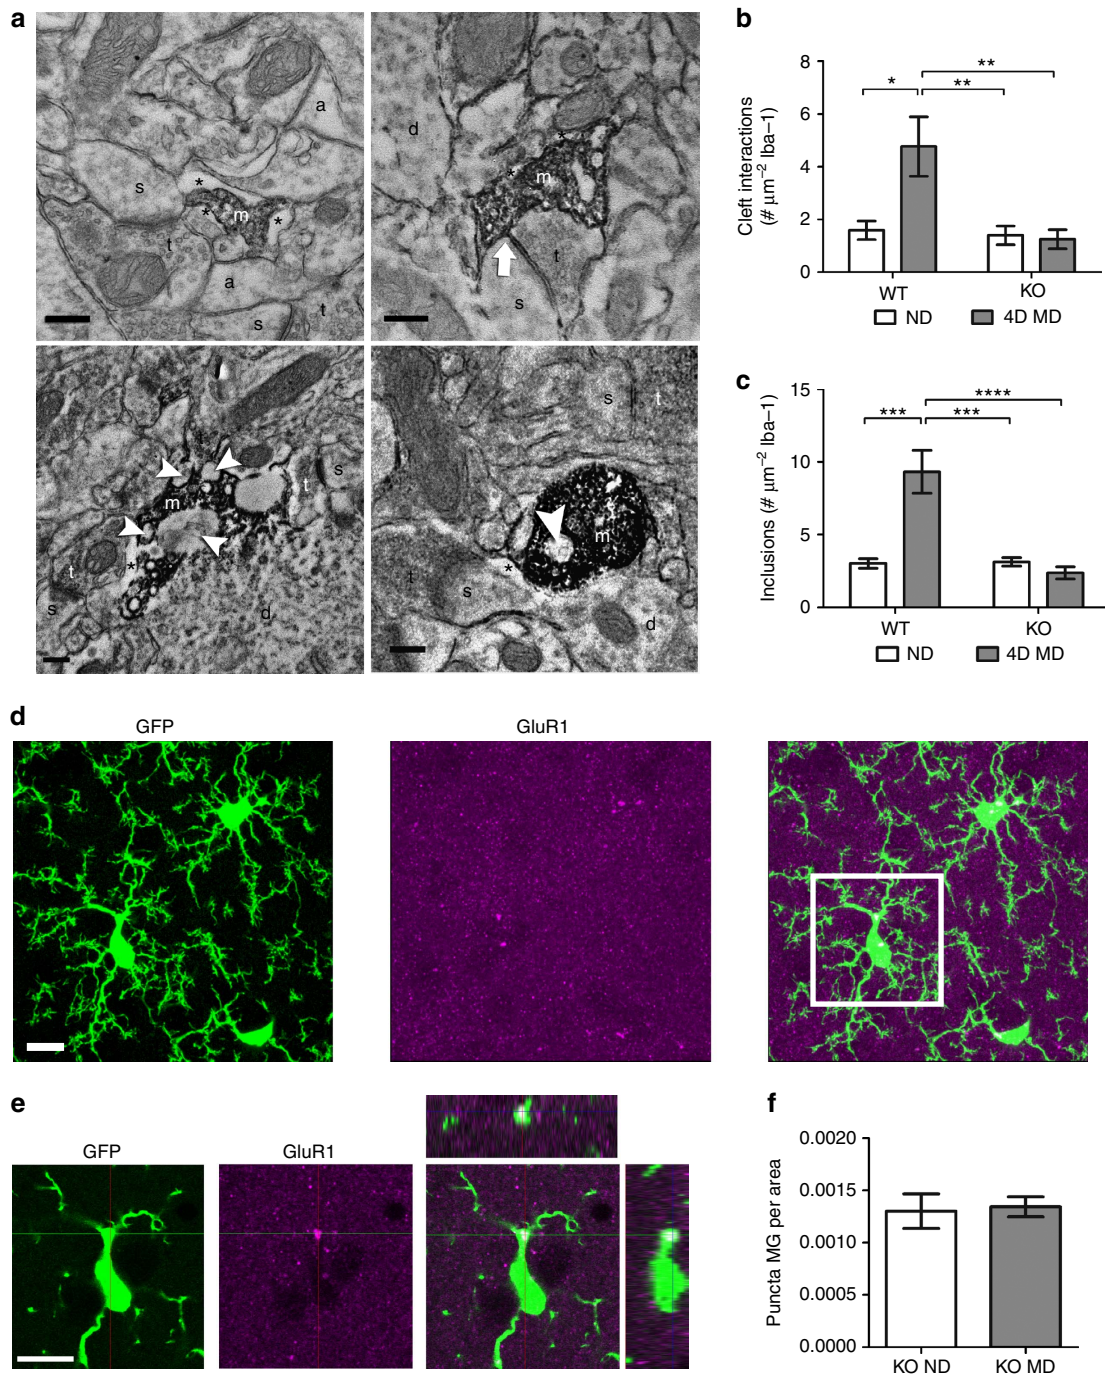 a
a
s
*
*
m
*
t
a
s
t
d
*
*
m
t
s
t
s
t
m
t
*
s
d
s
t
m
*
t
s
d
b
Cleft interactions
(# μm−2 Iba–1)
8
6
4
2
0
*
**
**
WT
KO
ND
4D MD
c
Inclusions (# μm−2 Iba–1)
15
10
5
0
***
***
****
WT
KO
ND
4D MD
d
GFP
GluR1
e
GFP
GluR1
f
Puncta MG per area
0.0020
0.0015
0.0010
0.0005
0.0000
KO ND
KO MD